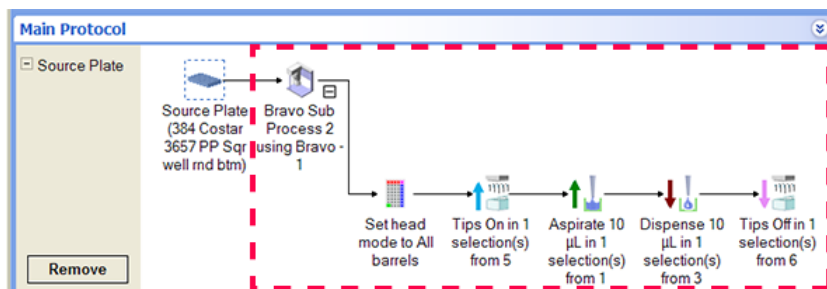 Main Protocol
Source Plate
Source Plate
(384 Costar
3657 PP Sqr
well rnd btm)
Bravo Sub
Process 2
using Bravo -
1
Set head
mode to All
barrels
Tips On in 1
selection(s)
from 5
Aspirate 10
µL in 1
selection(s)
from 1
Dispense 10
µL in 1
selection(s)
from 3
Tips Off in 1
selection(s)
from 6
Remove